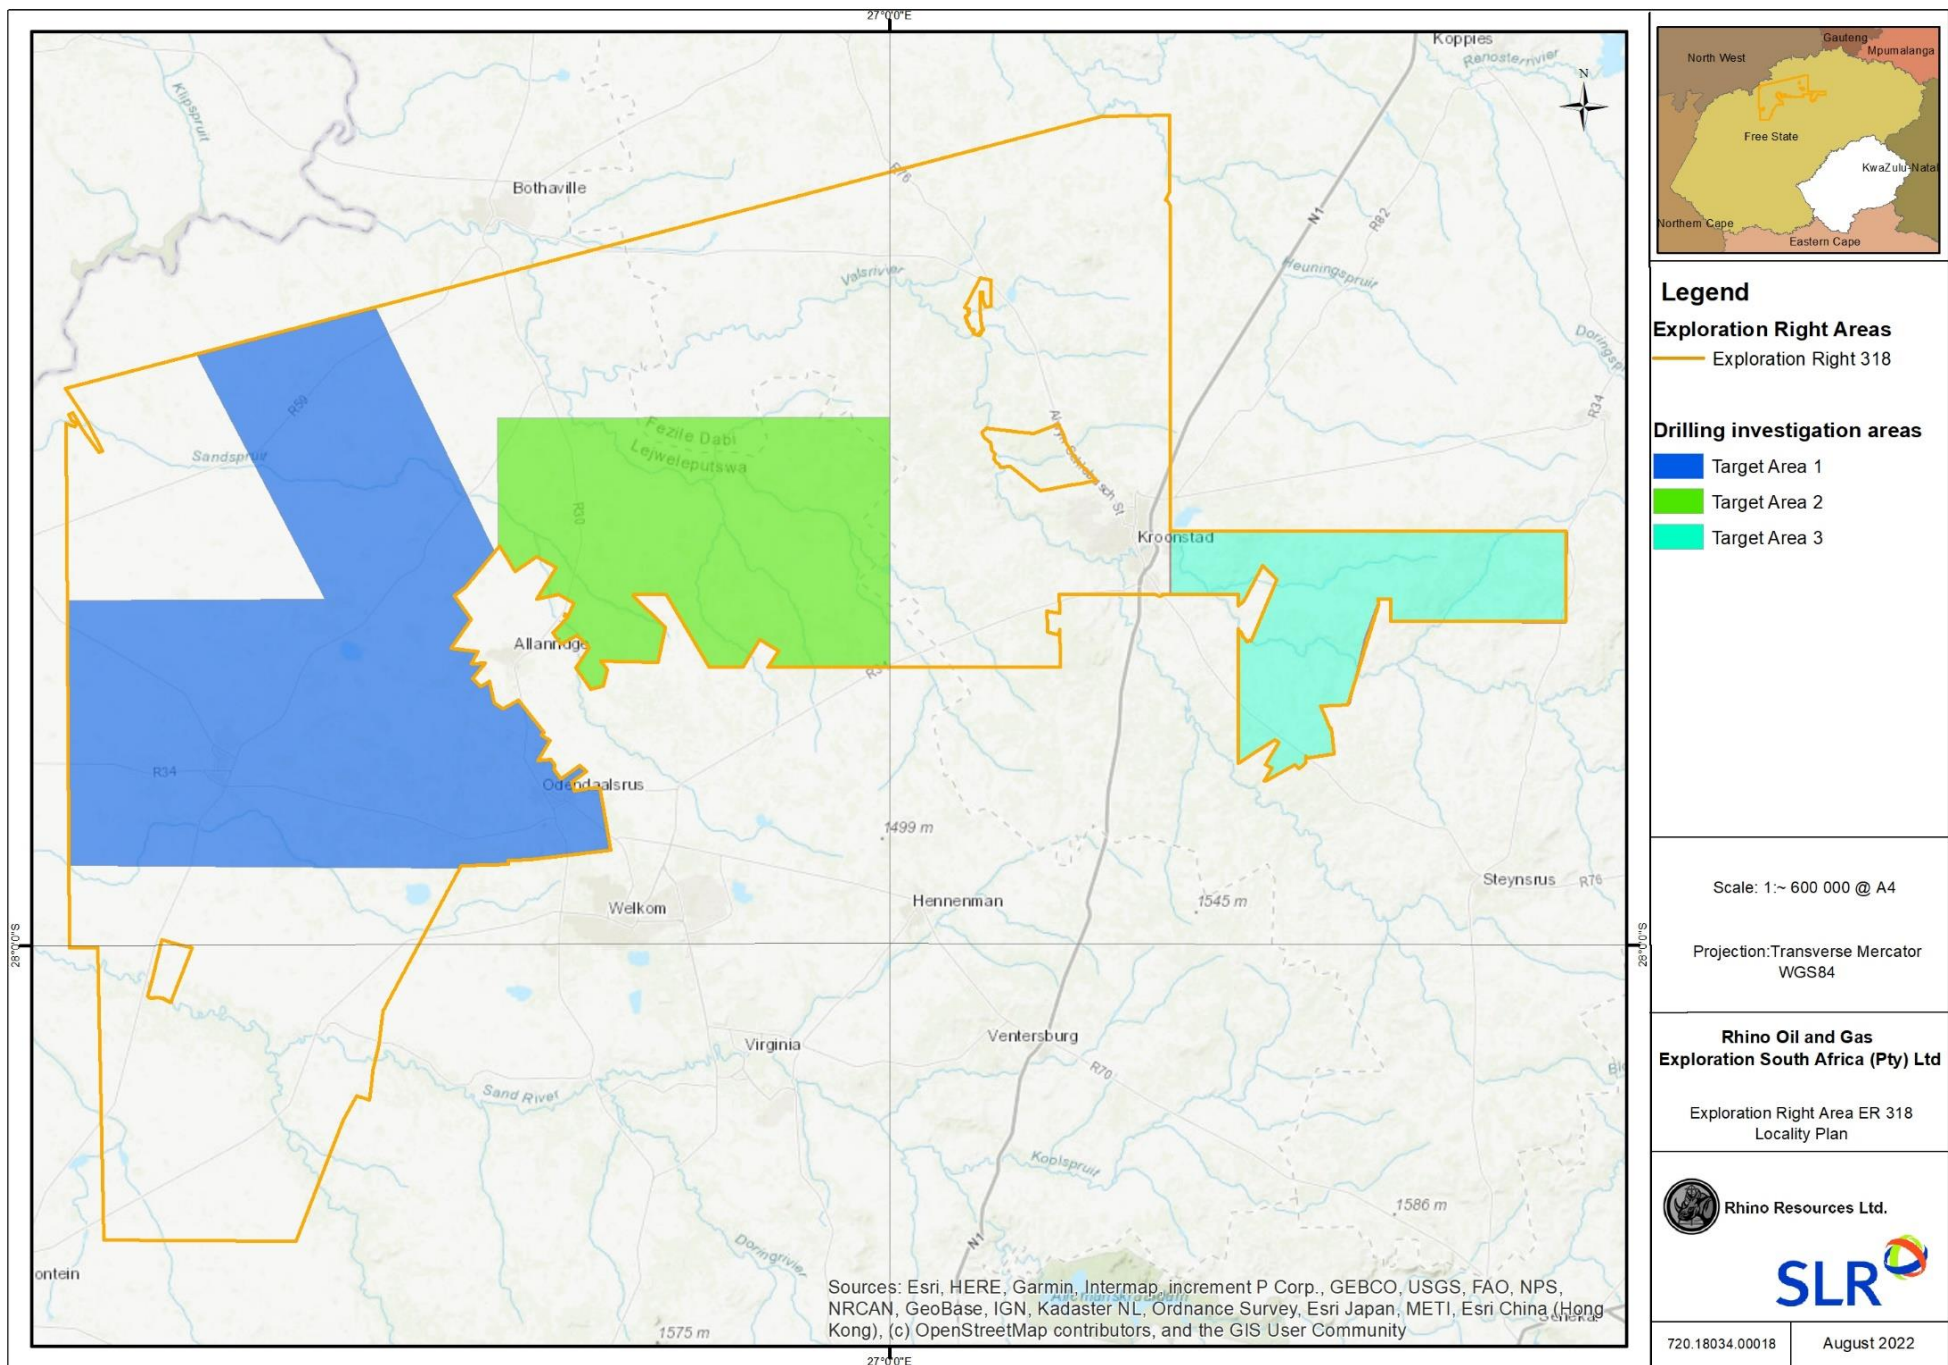 27°0'0"E
Koppies
Renosterrivier
Klipspruit
N
Bothaville
R76
N1
R82
Valsrivier
Heuningspruit
R59
R34
Sandspruit
Fezile Dabi
Lejweleputswa
R30
Kroonstad
Allanridge
R34
R34
Odendaalsrus
1499 m
Steynsrus
R76
Hennenman
1545 m
Welkom
28°0'0"S
28°0'0"S
Ventersburg
Virginia
R70
Sand River
Koolspruit
1586 m
Doringrivier
N1
ontein
1575 m
Sources: Esri, HERE, Garmin, Intermap, increment P Corp., GEBCO, USGS, FAO, NPS,
NRCAN, GeoBase, IGN, Kadaster NL, Ordnance Survey, Esri Japan, METI, Esri China (Hong
Kong), (c) OpenStreetMap contributors, and the GIS User Community
27°0'0"E
Gauteng
Mpumalanga
North West
Free State
KwaZulu-Natal
Northern Cape
Eastern Cape
Legend
Exploration Right Areas
Exploration Right 318
Drilling investigation areas
Target Area 1
Target Area 2
Target Area 3
Scale: 1:~ 600 000 @ A4
Projection:Transverse Mercator
WGS84
Rhino Oil and Gas
Exploration South Africa (Pty) Ltd
Exploration Right Area ER 318
Locality Plan
Rhino Resources Ltd.
SLR
720.18034.00018
August 2022